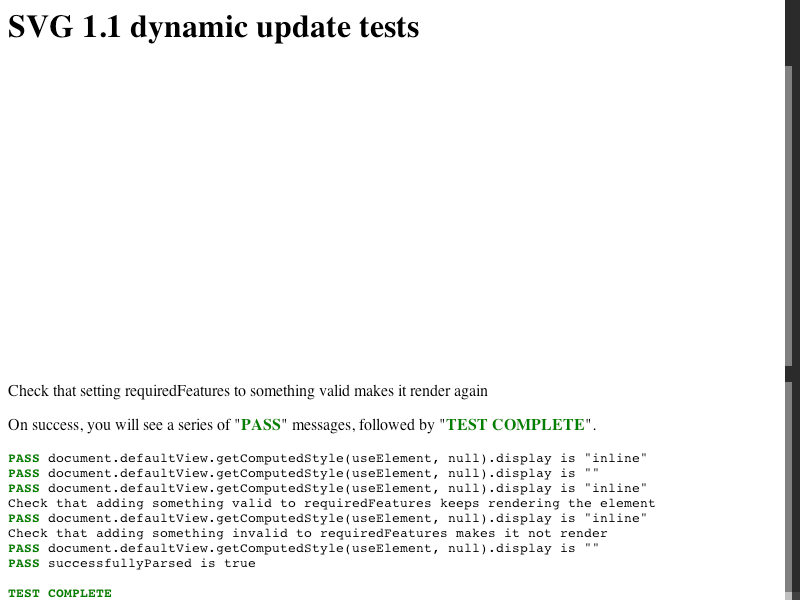 SVG 1.1 dynamic update tests
Check that setting requiredFeatures to something valid makes it render again
On success, you will see a series of "PASS" messages, followed by "TEST COMPLETE".
PASS document.defaultView.getComputedStyle(useElement, null).display is "inline"
PASS document.defaultView.getComputedStyle(useElement, null).display is ""
PASS document.defaultView.getComputedStyle(useElement, null).display is "inline"
Check that adding something valid to requiredFeatures keeps rendering the element
PASS document.defaultView.getComputedStyle(useElement, null).display is "inline"
Check that adding something invalid to requiredFeatures makes it not render
PASS document.defaultView.getComputedStyle(useElement, null).display is ""
PASS successfullyParsed is true
TEST COMPLETE